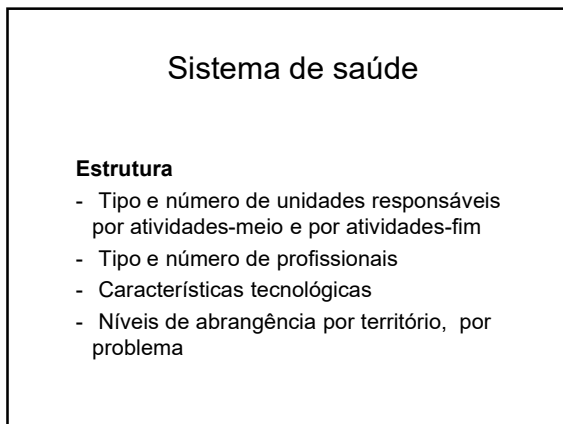 Sistema de saúde
Estrutura
- Tipo e número de unidades responsáveis
por atividades-meio e por atividades-fim
- Tipo e número de profissionais
- Características tecnológicas
- Níveis de abrangência por território, por
problema